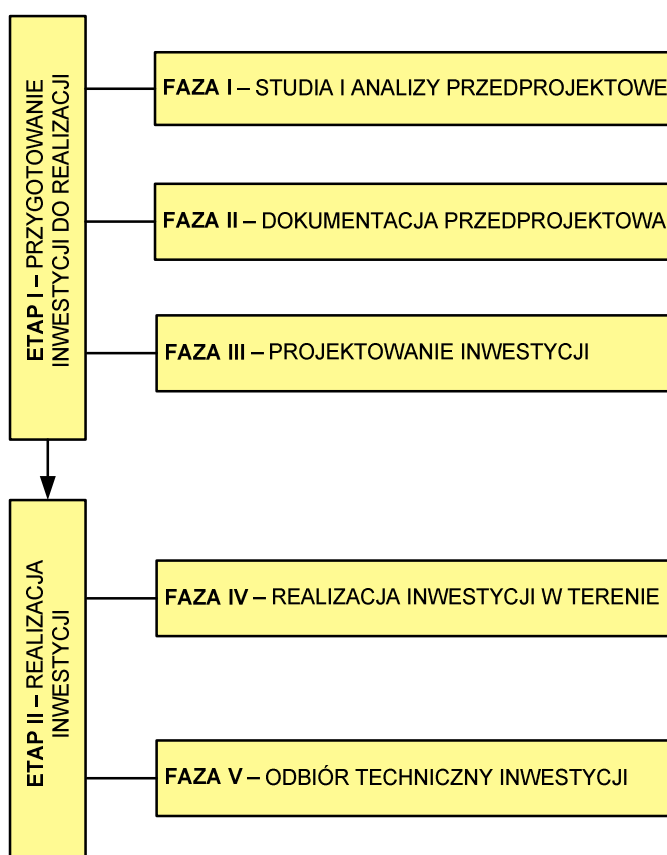 ETAP I – PRZYGOTOWANIE
INWESTYCJI DO REALIZACJI
FAZA I – STUDIA I ANALIZY PRZEDPROJEKTOWE
FAZA II – DOKUMENTACJA PRZEDPROJEKTOWA
FAZA III – PROJEKTOWANIE INWESTYCJI
ETAP II – REALIZACJA
INWESTYCJI
FAZA IV – REALIZACJA INWESTYCJI W TERENIE
FAZA V – ODBIÓR TECHNICZNY INWESTYCJI